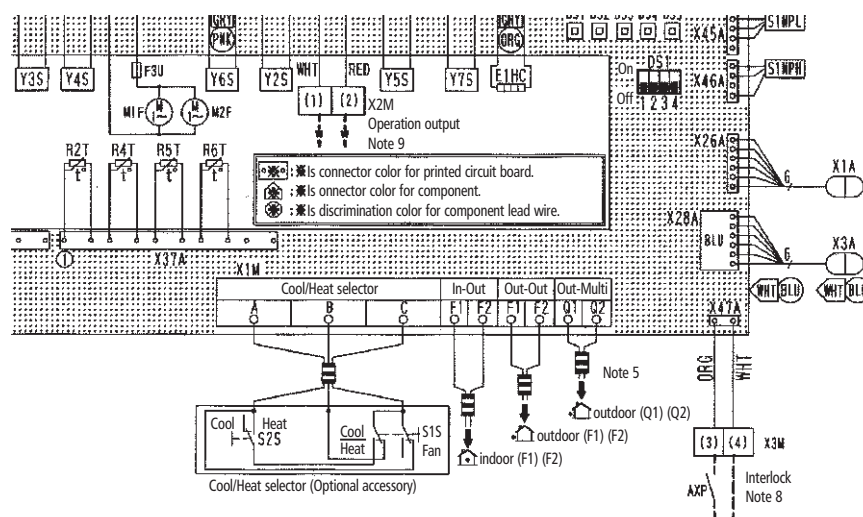 GRY
PNK
GRY
ORG
DS1 DS2 DS3 DS4 DS5
X45A
S1NPL
F3U
Y3S Y4S Y6S Y2S WHT RED Y5S Y7S E1HC
On DS1
Off 1 2 3 4
X46A
S1NPH
M1F M 1~ M 1~ M2F
(1) (2) X2M
Operation output
Note 9
R2T R4T R5T R6T
t° t° t° t°
X26A
6
X1A
:※Is connector color for printed circuit board.
:※Is onnector color for component.
:※Is discrimination color for component lead wire.
X28A
BLU
6
X3A
X37A
X1M
WHT BLU WHT BLU
Cool/Heat selector In-Out Out-Out Out-Multi
A B C F1 F2 F1 F2 Q1 Q2
X47A
ORG WHT
Note 5
outdoor (Q1) (Q2)
outdoor (F1) (F2)
indoor (F1) (F2)
Cool Heat
S2S
Cool
Heat
S1S
Fan
Cool/Heat selector (Optional accessory)
(3) (4) X3M
AXP
Interlock
Note 8